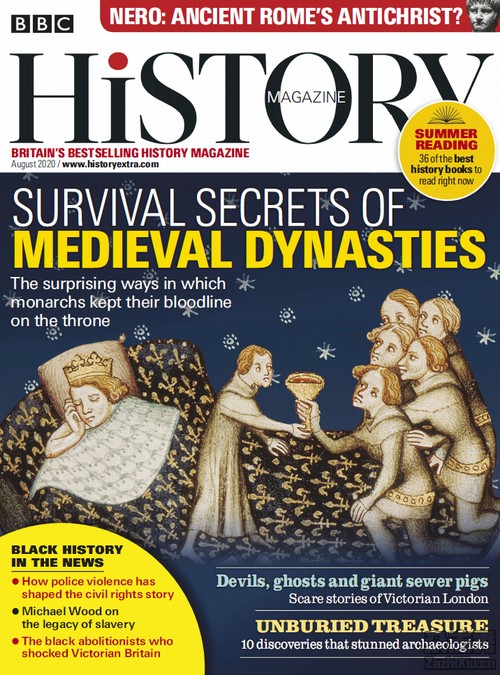 BBC
NERO: ANCIENT ROME'S ANTICHRIST?
HiSTORY
MAGAZINE
BRITAIN'S BESTSELLING HISTORY MAGAZINE
August 2020 / www.historyextra.com
SUMMER
READING
36 of the best
history books to
read right now
SURVIVAL SECRETS OF
MEDIEVAL DYNASTIES
The surprising ways in which
monarchs kept their bloodline
on the throne
BLACK HISTORY
IN THE NEWS
• How police violence has
shaped the civil rights story
• Michael Wood on
the legacy of slavery
• The black abolitionists who
shocked Victorian Britain
Devils, ghosts and giant sewer pigs
Scare stories of Victorian London
UNBURIED TREASURE
10 discoveries that stunned archaeologists